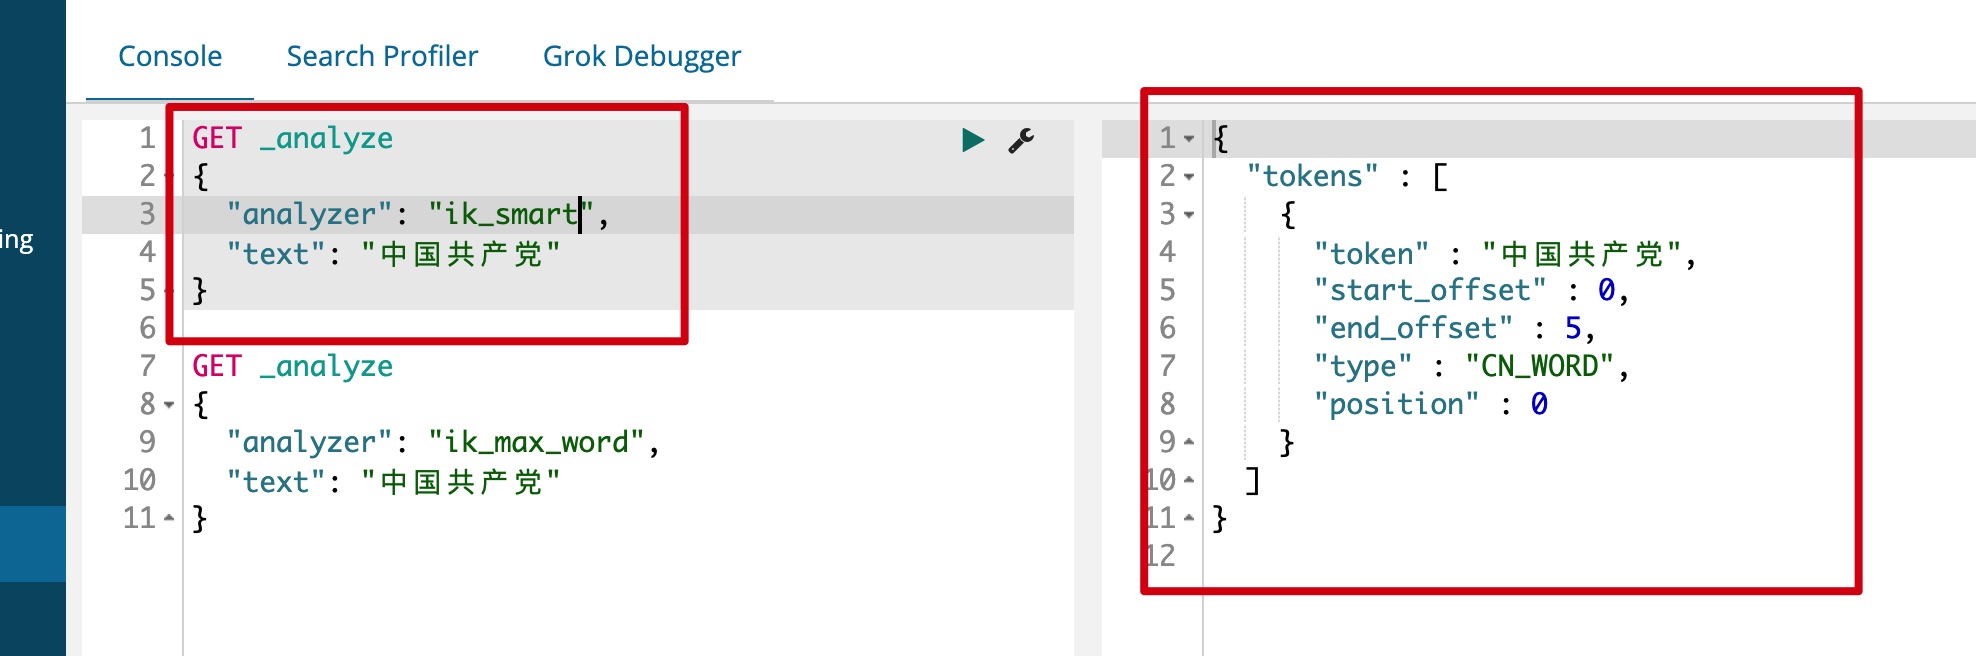 Console Search Profiler Grok Debugger
ing
1 GET _analyze
2 {
3 "analyzer": "ik_smart",
4 "text": "中国共产党"
5 }
6
7 GET _analyze
8 {
9 "analyzer": "ik_max_word",
10 "text": "中国共产党"
11 }
1 {
2 "tokens" : [
3 {
4 "token" : "中国共产党",
5 "start_offset" : 0,
6 "end_offset" : 5,
7 "type" : "CN_WORD",
8 "position" : 0
9 }
10 ]
11 }
12